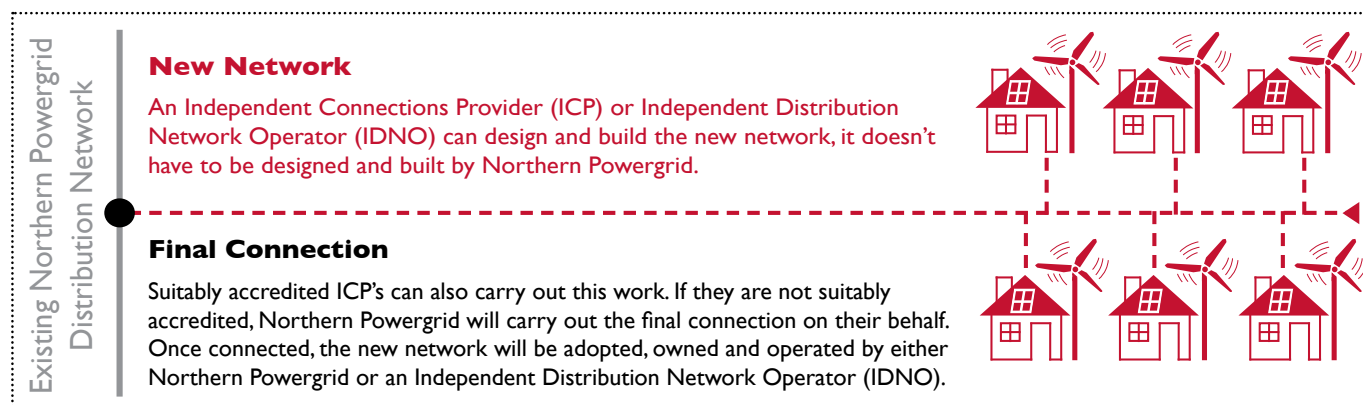 Existing Northern Powergrid
Distribution Network
New Network
An Independent Connections Provider (ICP) or Independent Distribution
Network Operator (IDNO) can design and build the new network, it doesn’t
have to be designed and built by Northern Powergrid.
Final Connection
Suitably accredited ICP’s can also carry out this work. If they are not suitably
accredited, Northern Powergrid will carry out the final connection on their behalf.
Once connected, the new network will be adopted, owned and operated by either
Northern Powergrid or an Independent Distribution Network Operator (IDNO).